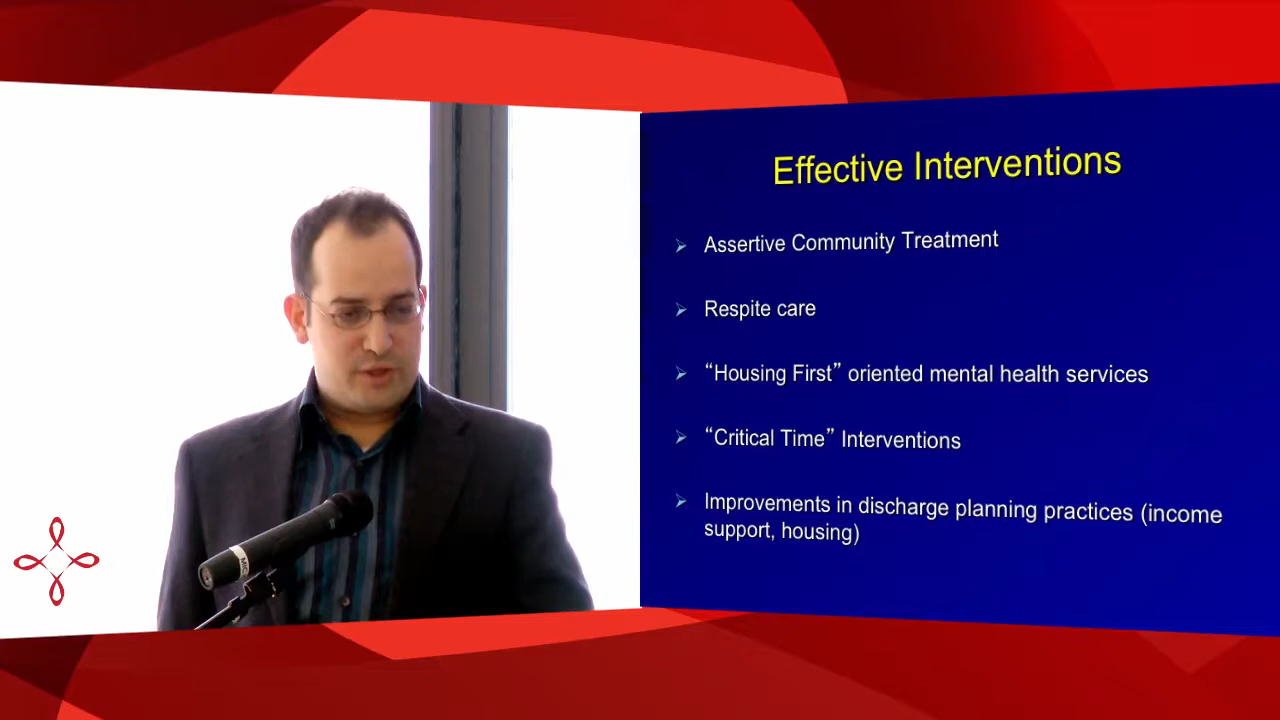 Effective Interventions
Assertive Community Treatment
Respite care
“Housing First” oriented mental health services
“Critical Time” Interventions
Improvements in discharge planning practices (income
support, housing)
MIC